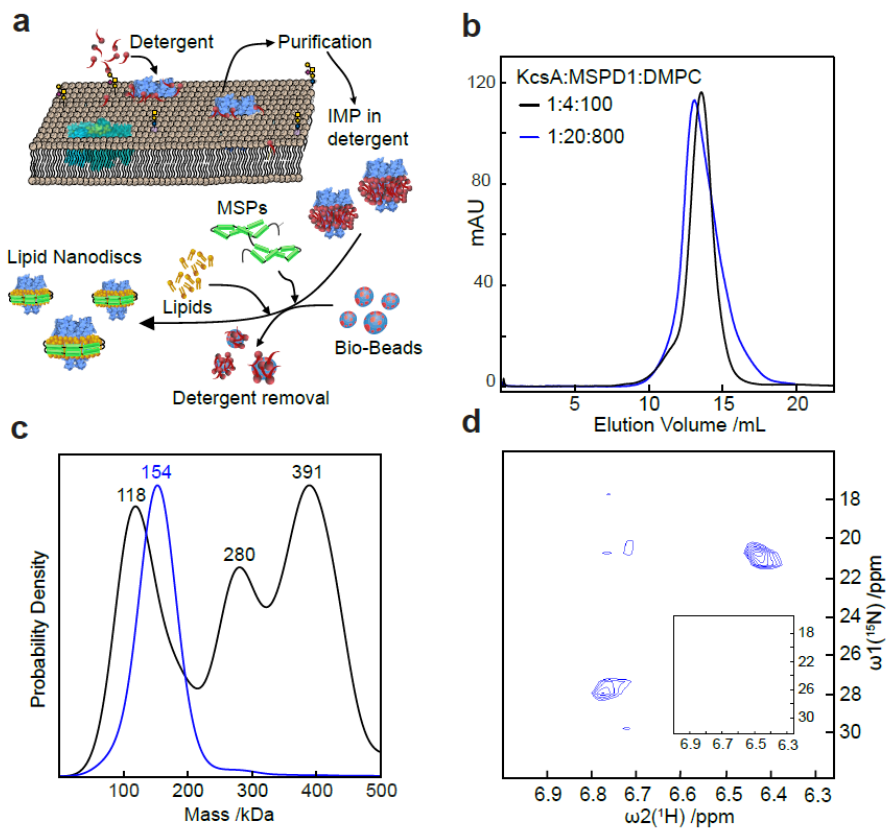 a
Detergent
Purification
IMP in
detergent
MSPs
Lipid Nanodiscs
Lipids
Bio-Beads
Detergent removal
b
KcsA:MSPD1:DMPC
1:4:100
1:20:800
120
80
40
0
mAU
5
10
15
20
Elution Volume /mL
c
118
154
280
391
Probability Density
100
200
300
400
500
Mass /kDa
d
18
20
22
24
26
28
30
ω1(¹⁵N) /ppm
18
22
26
30
6.9
6.7
6.5
6.3
6.9
6.8
6.7
6.6
6.5
6.4
6.3
ω2(¹H) /ppm